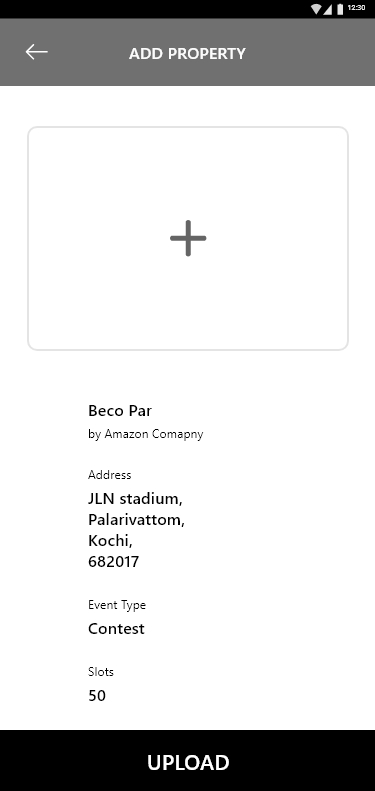 12:30
ADD PROPERTY
Beco Par
by Amazon Comapny
Address
JLN stadium,
Palarivattom,
Kochi,
682017
Event Type
Contest
Slots
50
UPLOAD